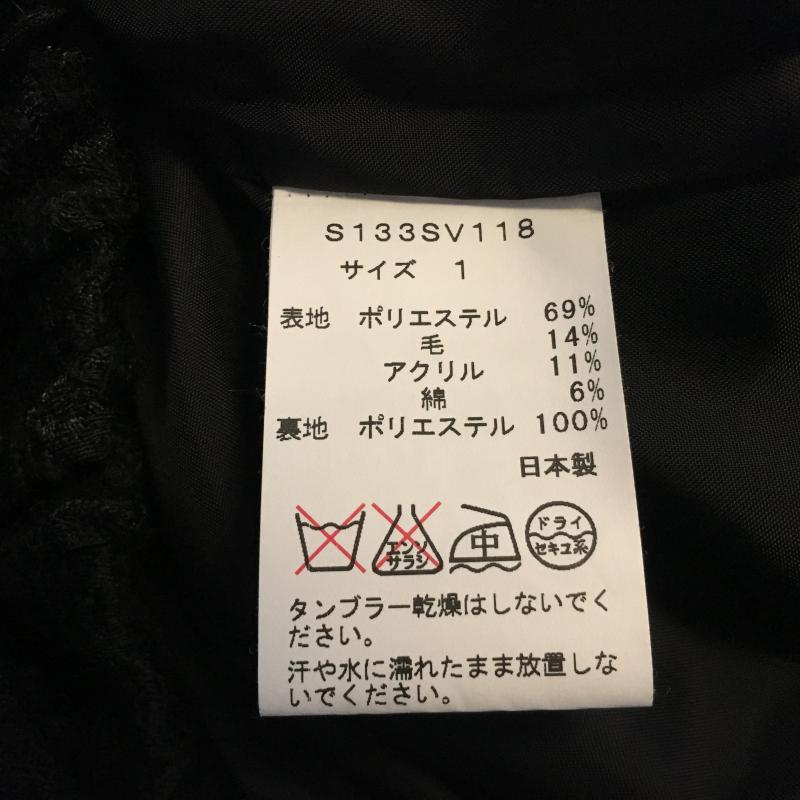 S133SV118
サイズ 1
表地 ポリエステル 69%
毛 14%
アクリル 11%
綿 6%
裏地 ポリエステル 100%
日本製
エンソ
サラシ
中
ドライ
セキユ系
タンブラー乾燥はしないでく
ださい。
汗や水に濡れたまま放置しな
いでください。